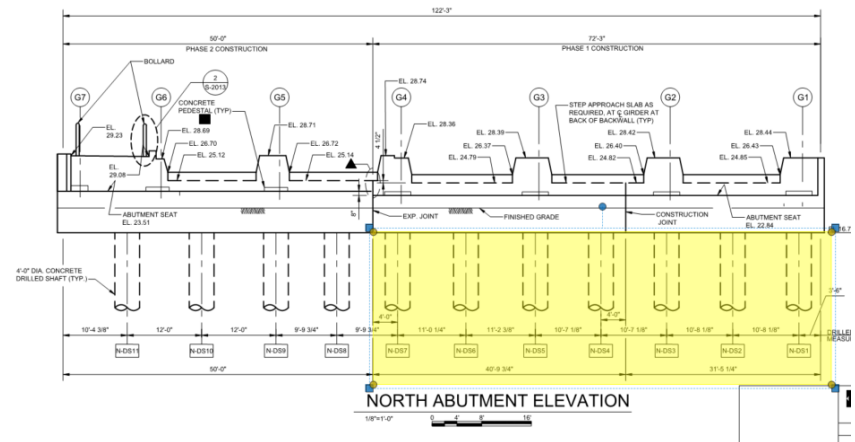 122'-3"
50'-0"
72'-3"
PHASE 2 CONSTRUCTION
PHASE 1 CONSTRUCTION
BOLLARD
2
S-2013
EL. 28.74
G7
G6
G5
G4
G3
G2
G1
CONCRETE
PEDESTAL (TYP)
STEP APPROACH SLAB AS
REQUIRED, AT ℄ GIRDER AT
BACK OF BACKWALL (TYP)
EL.
29.23
EL. 28.69
EL. 28.71
4 1/2"
EL. 28.36
EL. 28.39
EL. 28.42
EL. 28.44
EL. 26.70
EL. 26.72
EL. 26.37
EL. 26.40
EL. 26.43
EL. 25.12
EL. 25.14
EL. 24.79
EL. 24.82
EL. 24.85
EL.
29.08
ABUTMENT SEAT
EL. 23.51
EXP. JOINT
FINISHED GRADE
CONSTRUCTION
JOINT
ABUTMENT SEAT
EL. 22.84
4'-0" DIA. CONCRETE
DRILLED SHAFT (TYP.)
3'-6"
4'-0"
4'-0"
10'-4 3/8"
12'-0"
12'-0"
9'-9 3/4"
9'-9 3/4"
11'-0 1/4"
11'-2 3/8"
10'-7 1/8"
10'-7 1/8"
10'-8 1/8"
10'-8 1/8"
N-DS11
N-DS10
N-DS9
N-DS8
N-DS7
N-DS6
N-DS5
N-DS4
N-DS3
N-DS2
N-DS1
50'-0"
40'-9 3/4"
31'-5 1/4"
NORTH ABUTMENT ELEVATION
1/8"=1'-0"
0 4' 8' 16'